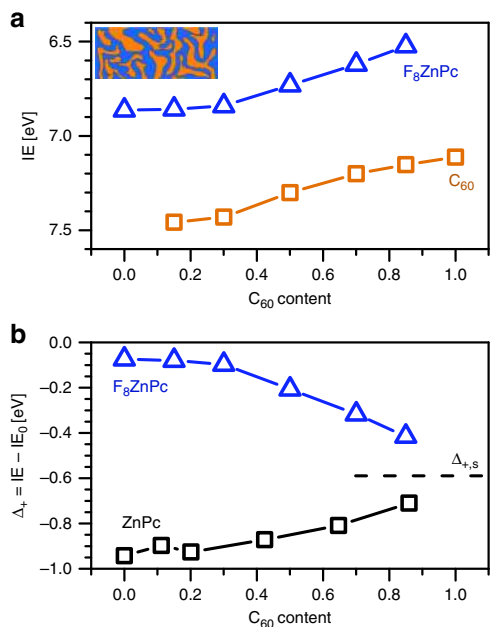 a
6.5
7.0
7.5
IE [eV]
F₈ZnPc
C₆₀
0.0 0.2 0.4 0.6 0.8 1.0
C₆₀ content
b
0.0
−0.2
−0.4
−0.6
−0.8
−1.0
Δ₊ = IE − IE₀ [eV]
F₈ZnPc
Δ₊,ₛ
ZnPc
0.0 0.2 0.4 0.6 0.8 1.0
C₆₀ content